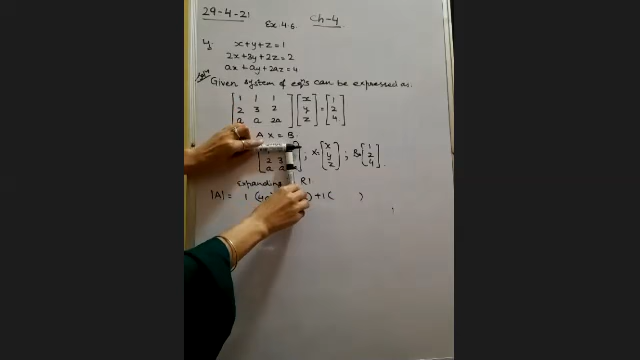 29-4-21
Ex 4.6.
Ch-4
4. x+y+z=1
2x+3y+2z=2
ax+ay+2az=4
Soln Given system of eqns can be expressed as:
[1 1 1; 2 3 2; a a 2a] [x; y; z] = [1; 2; 4]
A X = B.
2 3
a a
; X= [x; y; z] ; B= [1; 2; 4].
Expanding R1
|A| = 1 ( ) +1( )